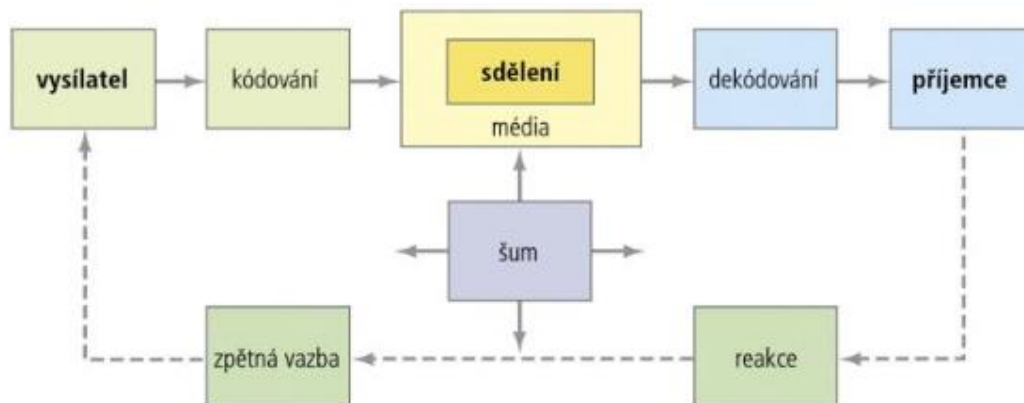 vysílatel
kódování
sdělení
média
dekódování
příjemce
šum
zpětná vazba
reakce